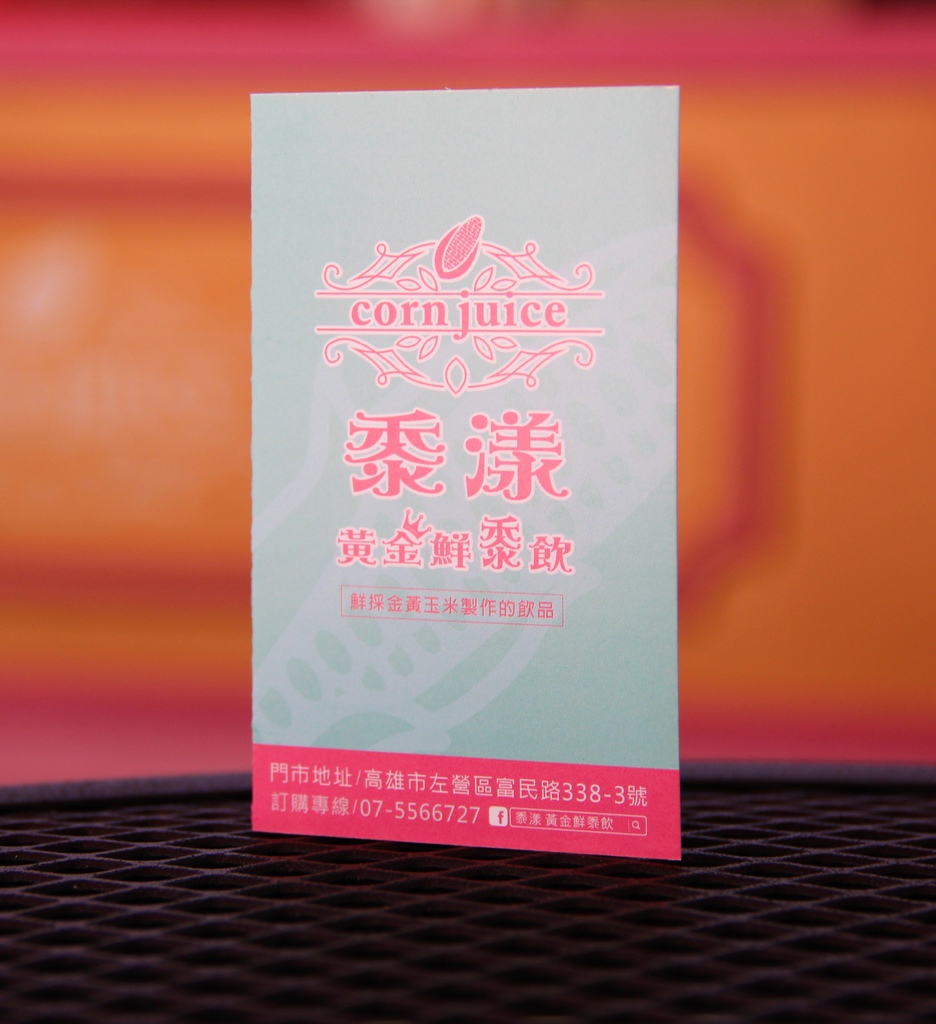 corn juice
黍漾
黃金鮮黍飲
鮮採金黃玉米製作的飲品
門市地址/高雄市左營區富民路338-3號
訂購專線/07-5566727 f 黍漾 黃金鮮黍飲